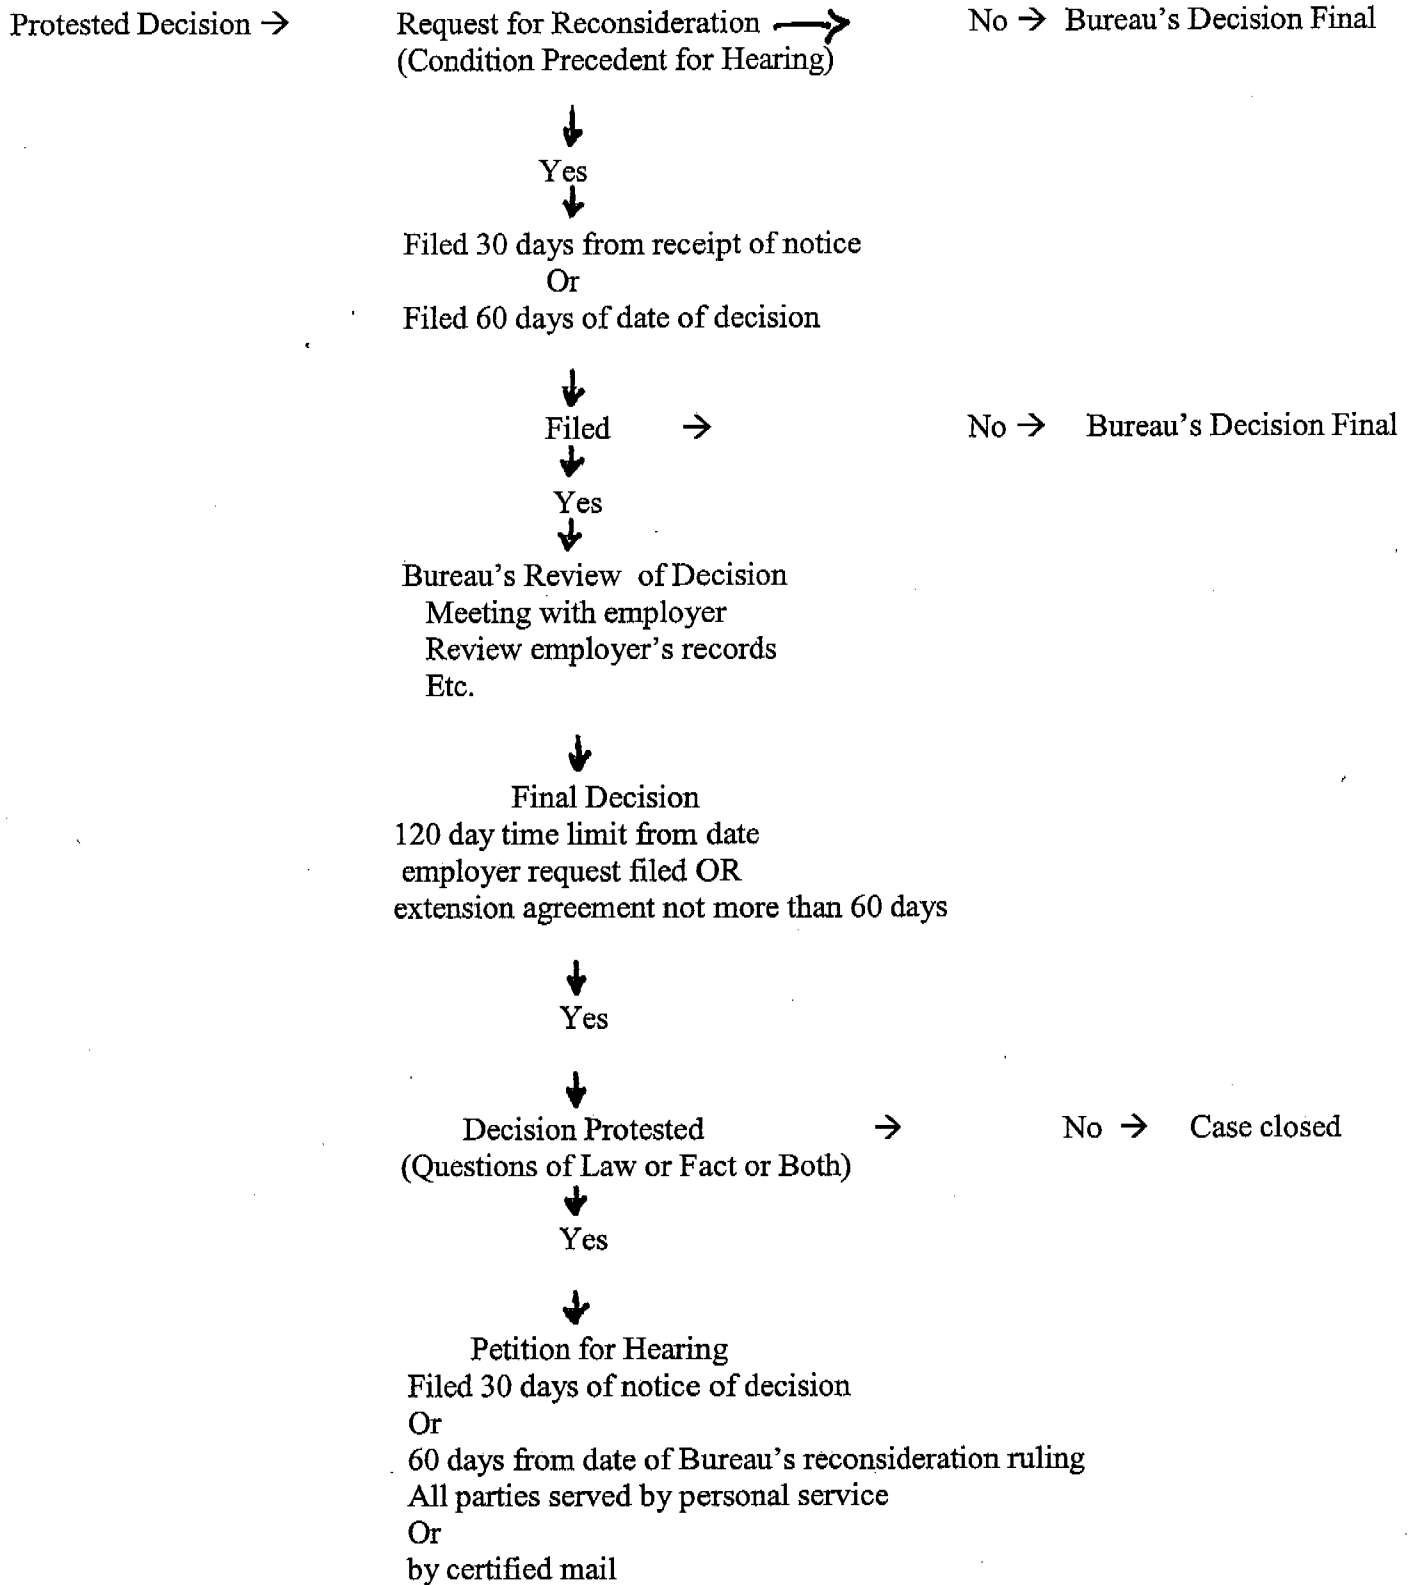 Protested Decision → Request for Reconsideration → No → Bureau's Decision Final
(Condition Precedent for Hearing)
Yes
Filed 30 days from receipt of notice
Or
Filed 60 days of date of decision
Filed → No → Bureau's Decision Final
Yes
Bureau's Review of Decision
Meeting with employer
Review employer's records
Etc.
Final Decision
120 day time limit from date
employer request filed OR
extension agreement not more than 60 days
Yes
Decision Protested → No → Case closed
(Questions of Law or Fact or Both)
Yes
Petition for Hearing
Filed 30 days of notice of decision
Or
60 days from date of Bureau's reconsideration ruling
All parties served by personal service
Or
by certified mail